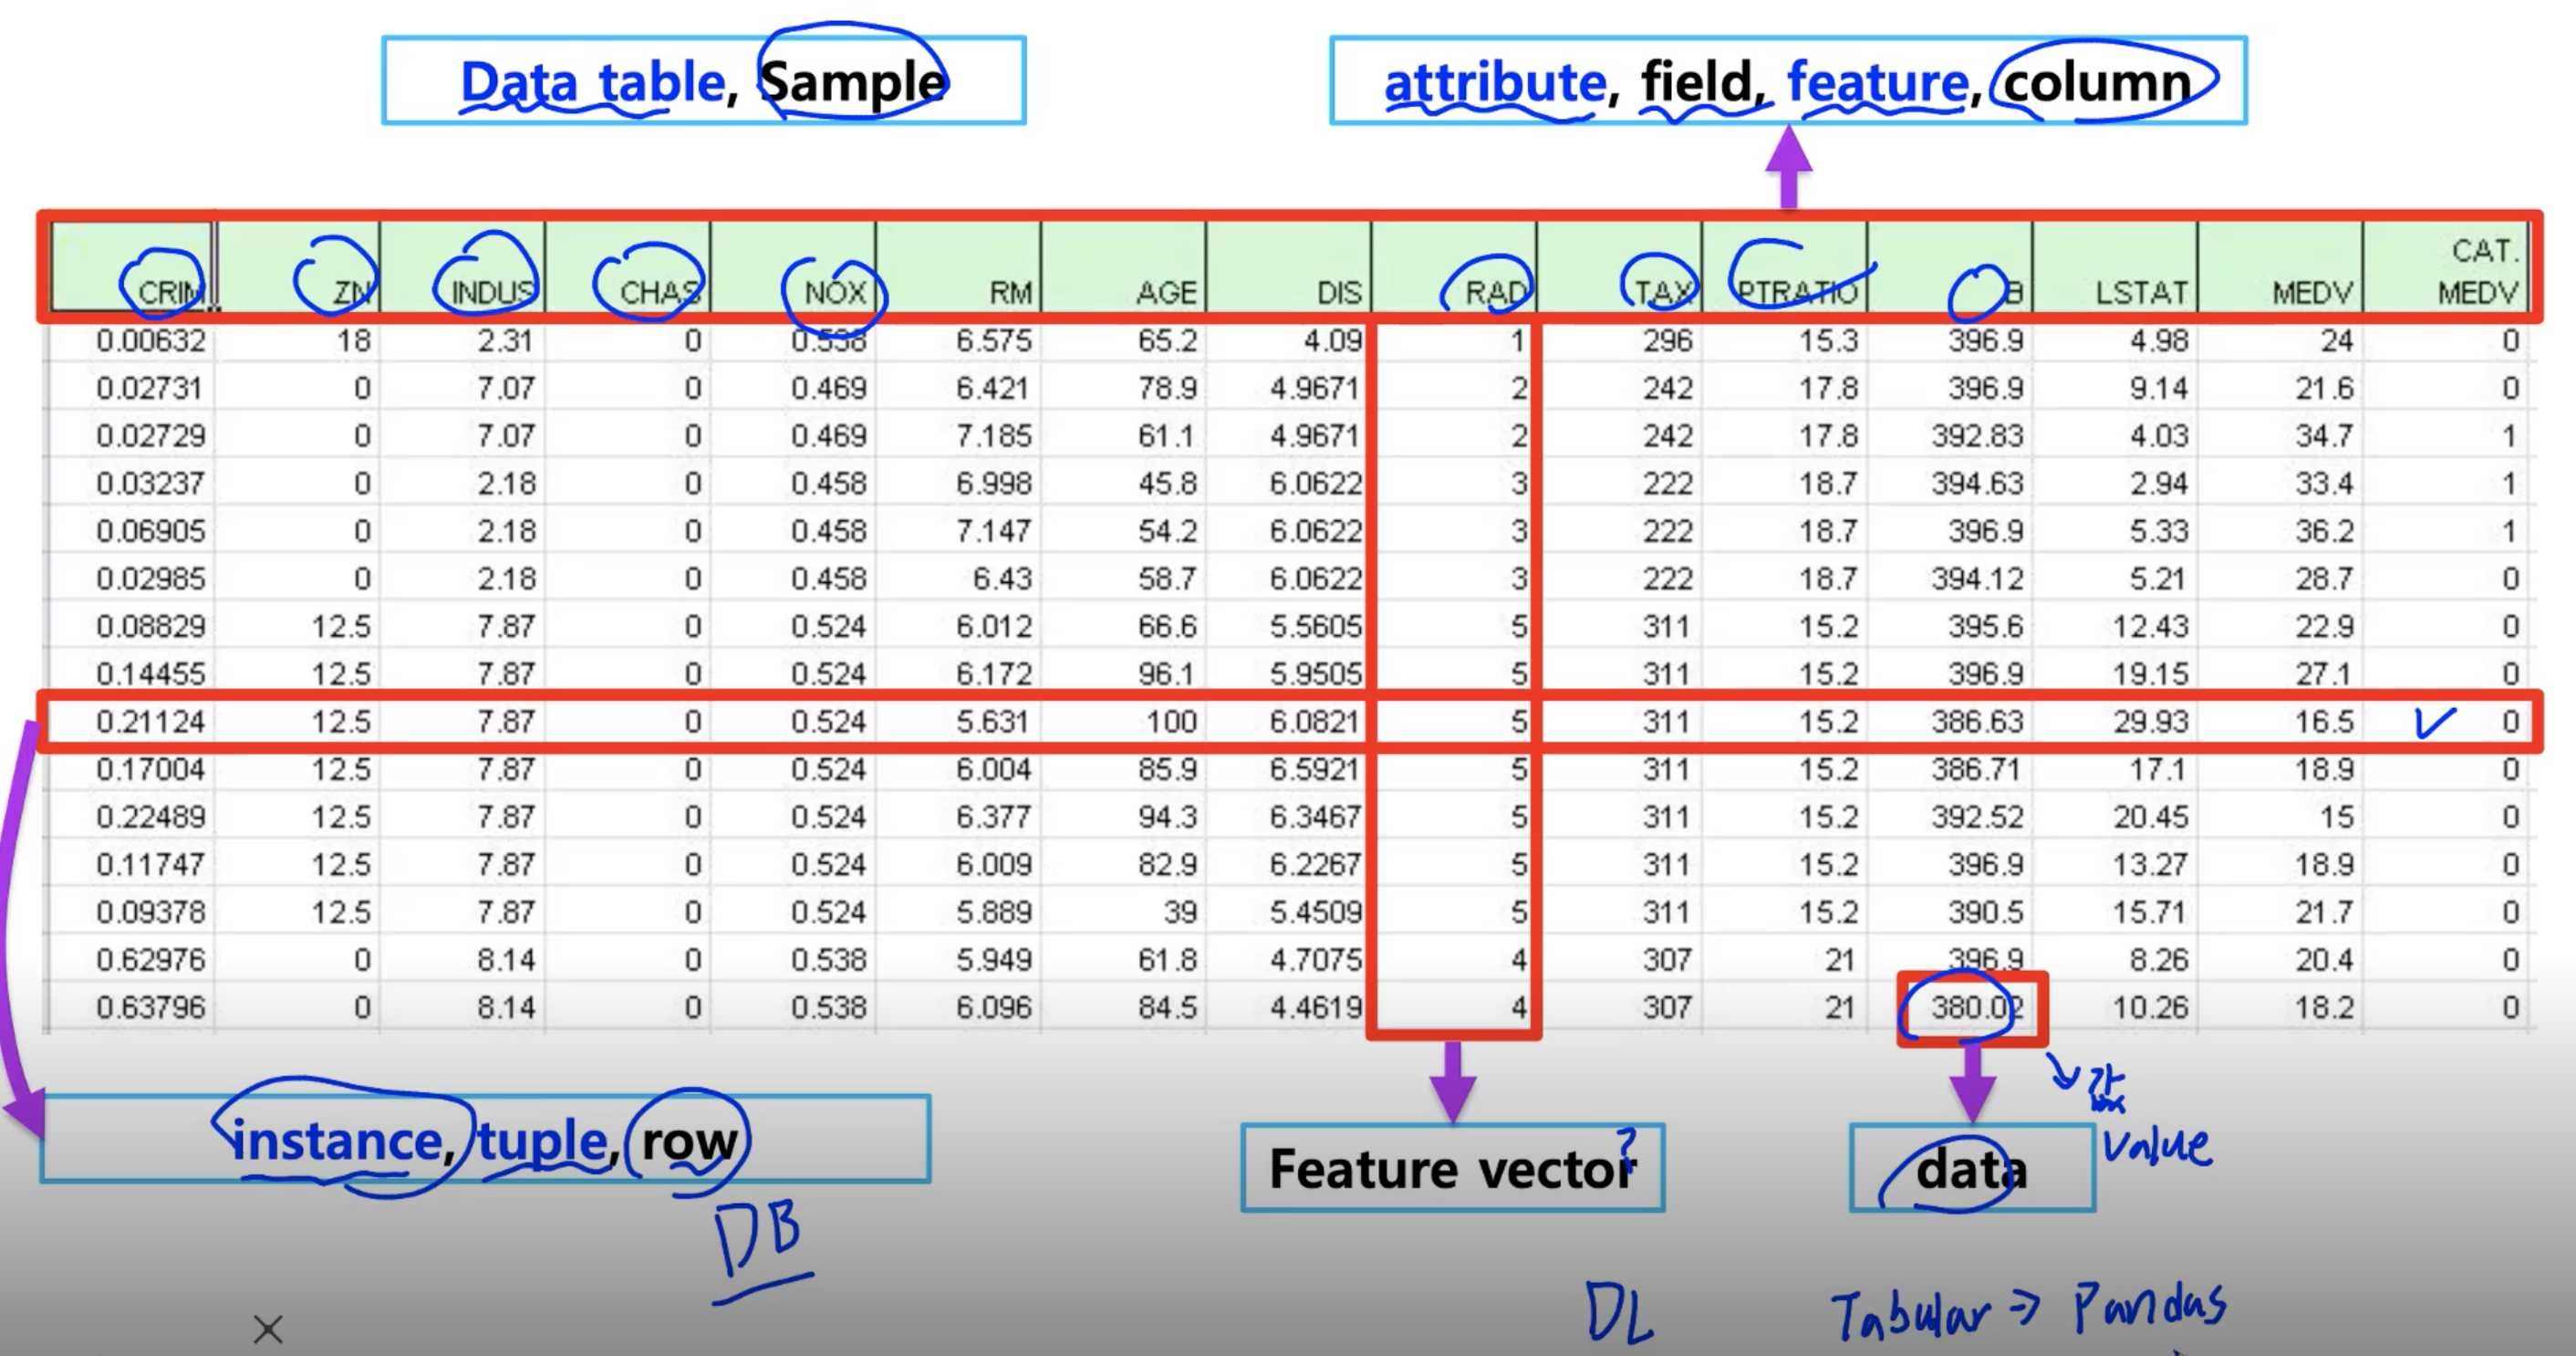 Data table, Sample
attribute, field, feature, column
CRIM ZN INDUS CHAS NOX RM AGE DIS RAD TAX PTRATIO B LSTAT MEDV CAT. MEDV
0.00632 18 2.31 0 0.538 6.575 65.2 4.09 1 296 15.3 396.9 4.98 24 0
0.02731 0 7.07 0 0.469 6.421 78.9 4.9671 2 242 17.8 396.9 9.14 21.6 0
0.02729 0 7.07 0 0.469 7.185 61.1 4.9671 2 242 17.8 392.83 4.03 34.7 1
0.03237 0 2.18 0 0.458 6.998 45.8 6.0622 3 222 18.7 394.63 2.94 33.4 1
0.06905 0 2.18 0 0.458 7.147 54.2 6.0622 3 222 18.7 396.9 5.33 36.2 1
0.02985 0 2.18 0 0.458 6.43 58.7 6.0622 3 222 18.7 394.12 5.21 28.7 0
0.08829 12.5 7.87 0 0.524 6.012 66.6 5.5605 5 311 15.2 395.6 12.43 22.9 0
0.14455 12.5 7.87 0 0.524 6.172 96.1 5.9505 5 311 15.2 396.9 19.15 27.1 0
0.21124 12.5 7.87 0 0.524 5.631 100 6.0821 5 311 15.2 386.63 29.93 16.5 0
0.17004 12.5 7.87 0 0.524 6.004 85.9 6.5921 5 311 15.2 386.71 17.1 18.9 0
0.22489 12.5 7.87 0 0.524 6.377 94.3 6.3467 5 311 15.2 392.52 20.45 15 0
0.11747 12.5 7.87 0 0.524 6.009 82.9 6.2267 5 311 15.2 396.9 13.27 18.9 0
0.09378 12.5 7.87 0 0.524 5.889 39 5.4509 5 311 15.2 390.5 15.71 21.7 0
0.62976 0 8.14 0 0.538 5.949 61.8 4.7075 4 307 21 396.9 8.26 20.4 0
0.63796 0 8.14 0 0.538 6.096 84.5 4.4619 4 307 21 380.02 10.26 18.2 0
값
value
instance, tuple, row
Feature vector?
data
DB
DL
Tabular ⇒ Pandas